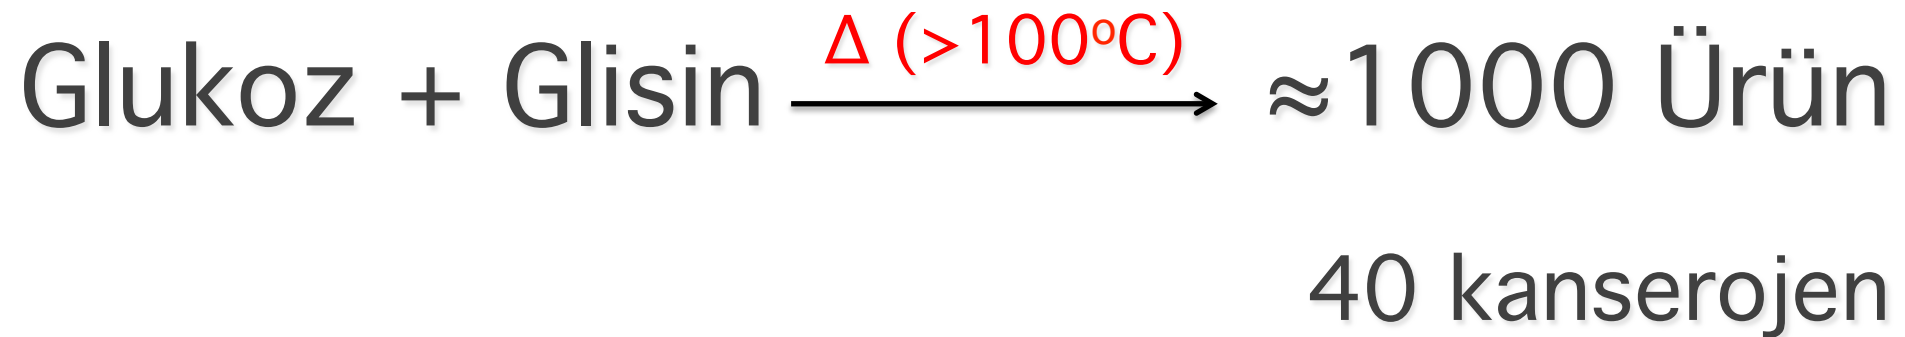 Δ (>100ᵒC)
Glukoz + Glisin ⟶ ≈1000 Ürün
40 kanserojen